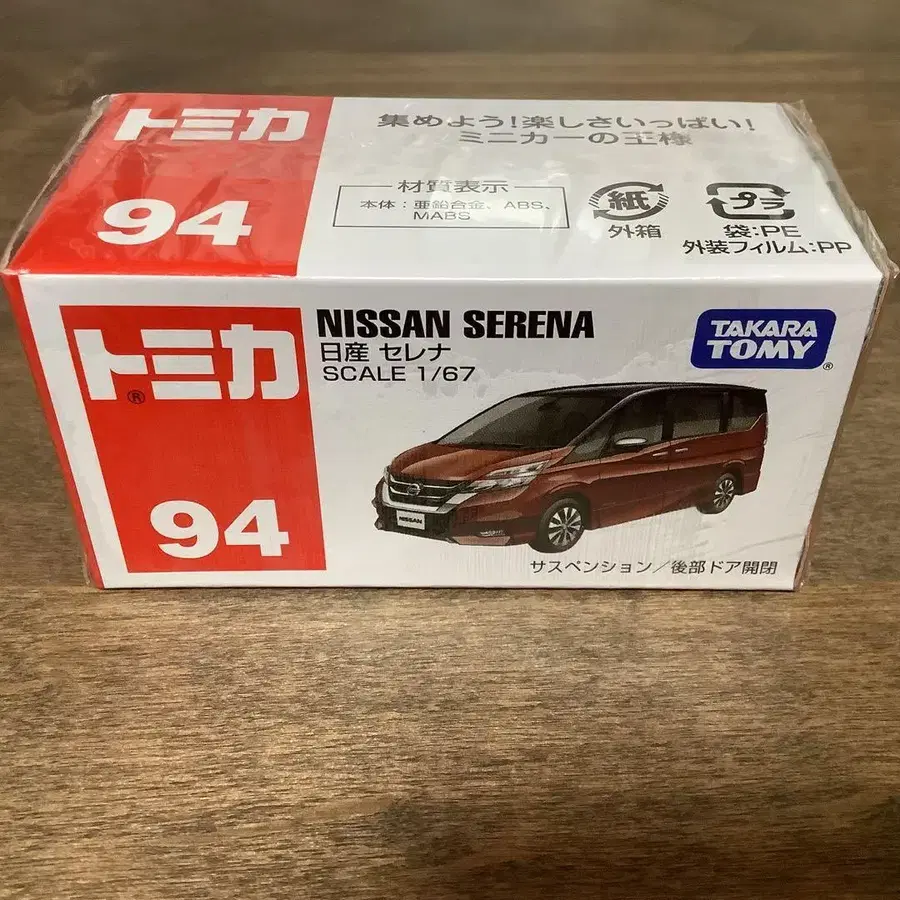 トミカ
94
集めよう!楽しさいっぱい!
ミニカーの王様
材質表示
本体:亜鉛合金、ABS、
MABS、
紙
外箱
プラ
袋:PE
外装フィルム:PP
トミカ®
94
NISSAN SERENA
日産 セレナ
SCALE 1/67
TAKARA
TOMY®
NISSAN
サスペンション/後部ドア開閉